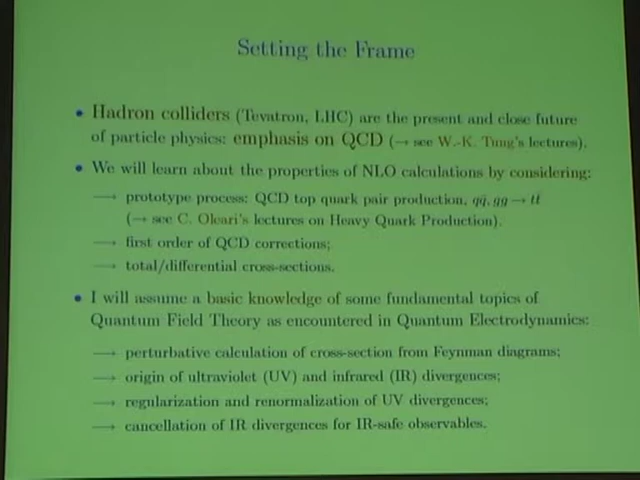 Setting the Frame
• Hadron colliders (Tevatron, LHC) are the present and close future
of particle physics: emphasis on QCD (→ see W.-K. Tung's lectures).
• We will learn about the properties of NLO calculations by considering:
→ prototype process: QCD top quark pair production, qq̄, gg → tt̄
(→ see C. Oleari's lectures on Heavy Quark Production).
→ first order of QCD corrections;
→ total/differential cross-sections.
• I will assume a basic knowledge of some fundamental topics of
Quantum Field Theory as encountered in Quantum Electrodynamics:
→ perturbative calculation of cross-section from Feynman diagrams;
→ origin of ultraviolet (UV) and infrared (IR) divergences;
→ regularization and renormalization of UV divergences;
→ cancellation of IR divergences for IR-safe observables.